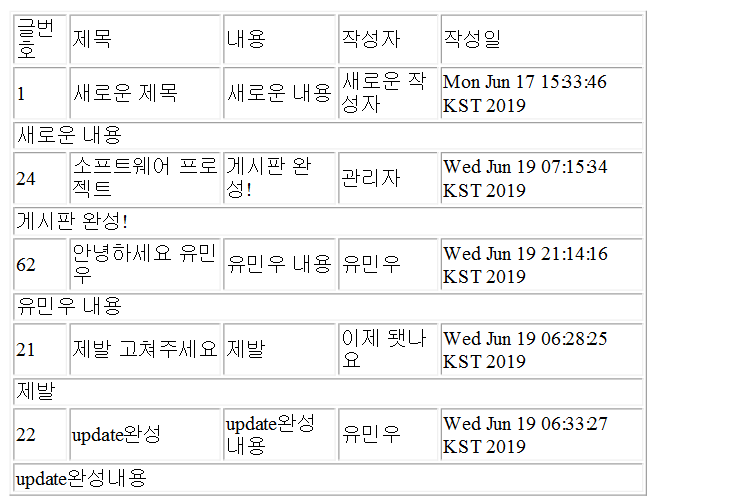 글번호 제목 내용 작성자 작성일
1 새로운 제목 새로운 내용 새로운 작성자 Mon Jun 17 15:33:46 KST 2019
새로운 내용
24 소프트웨어 프로젝트 게시판 완성! 관리자 Wed Jun 19 07:15:34 KST 2019
게시판 완성!
62 안녕하세요 유민우 유민우 내용 유민우 Wed Jun 19 21:14:16 KST 2019
유민우 내용
21 제발 고쳐주세요 제발 이제 됏나요 Wed Jun 19 06:28:25 KST 2019
제발
22 update완성 update완성 내용 유민우 Wed Jun 19 06:33:27 KST 2019
update완성내용